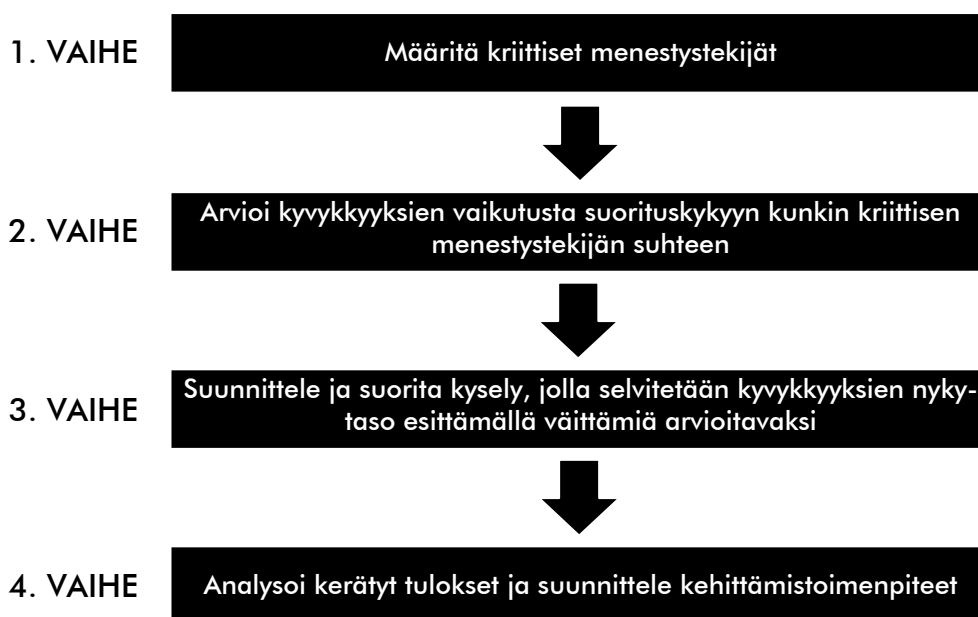 1. VAIHE
Määritä kriittiset menestystekijät
2. VAIHE
Arvioi kyvykkyyksien vaikutusta suorituskykyyn kunkin kriittisen
menestystekijän suhteen
3. VAIHE
Suunnittele ja suorita kysely, jolla selvitetään kyvykkyyksien nyky-
taso esittämällä väittämiä arvioitavaksi
4. VAIHE
Analysoi kerätyt tulokset ja suunnittele kehittämistoimenpiteet